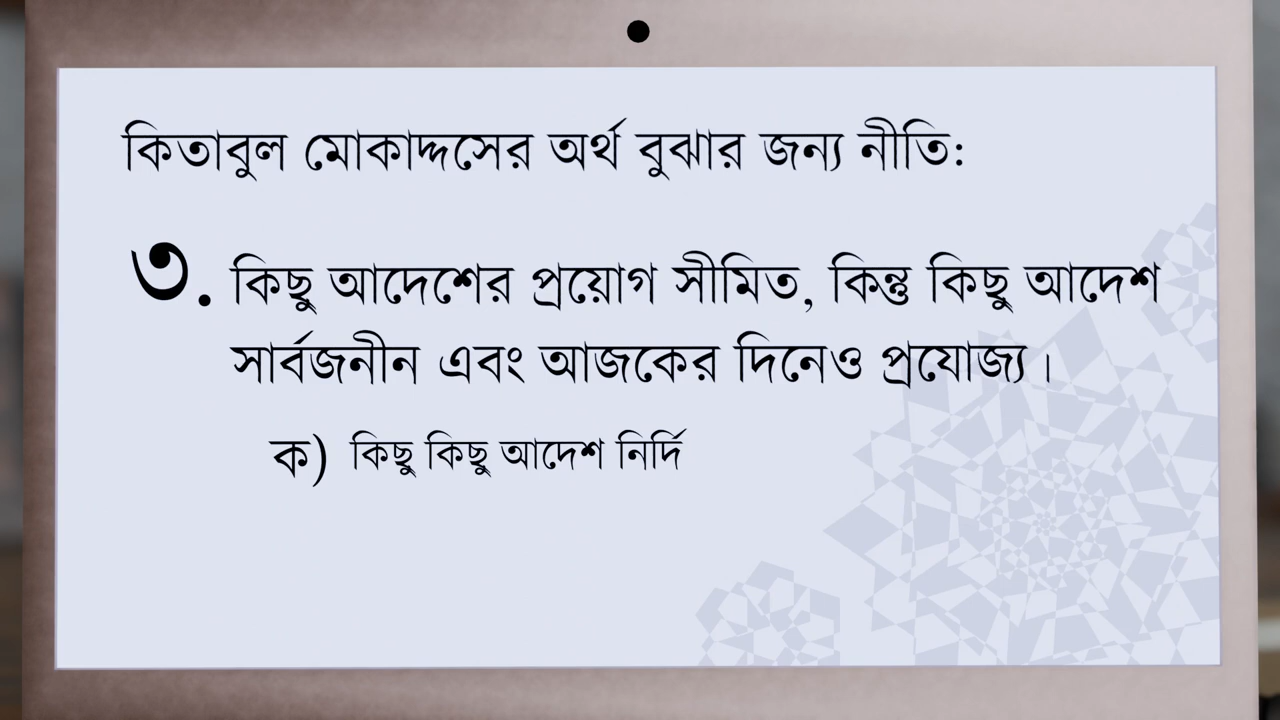 কিতাবুল মোকাদ্দসের অর্থ বুঝার জন্য নীতি:
৩. কিছু আদেশের প্রয়োগ সীমিত, কিন্তু কিছু আদেশ
সার্বজনীন এবং আজকের দিনেও প্রযোজ্য।
ক) কিছু কিছু আদেশ নির্দি